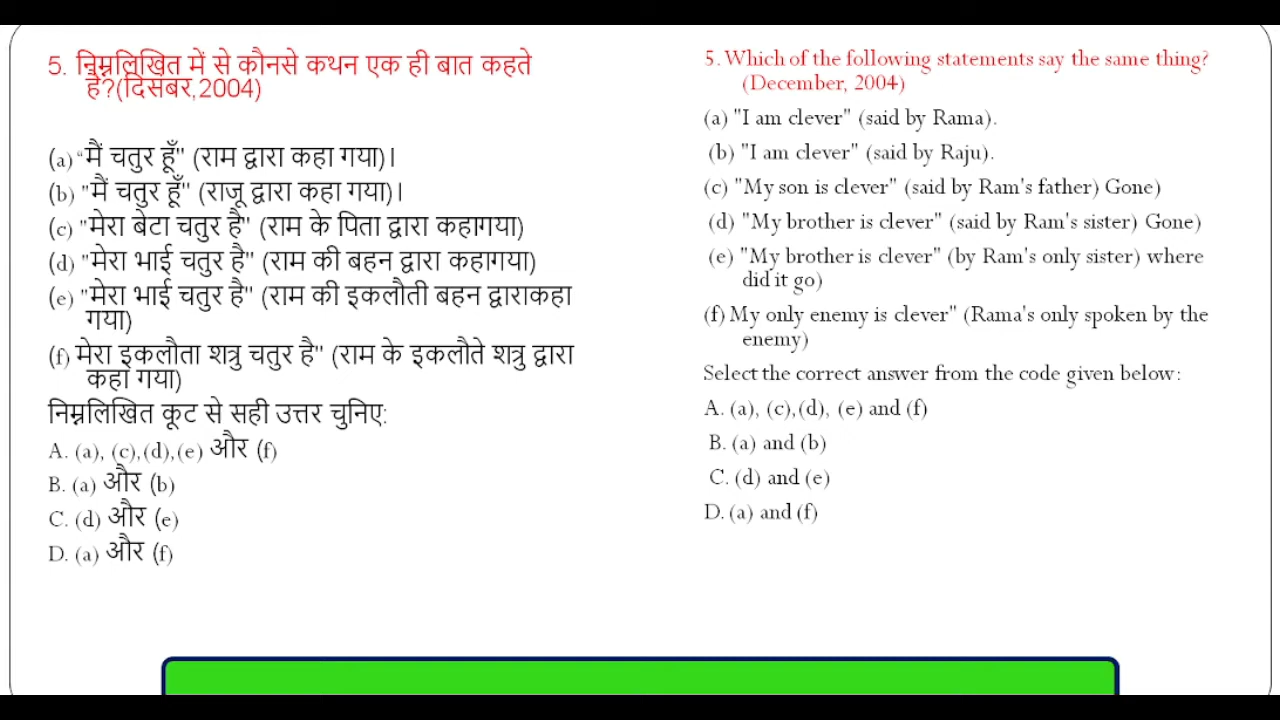 5. निम्नलिखित में से कौनसे कथन एक ही बात कहते
हैं?(दिसंबर,2004)
(a) “मैं चतुर हूँ" (राम द्वारा कहा गया)।
(b) "मैं चतुर हूँ" (राजू द्वारा कहा गया)।
(c) "मेरा बेटा चतुर है" (राम के पिता द्वारा कहागया)
(d) "मेरा भाई चतुर है" (राम की बहन द्वारा कहागया)
(e) "मेरा भाई चतुर है" (राम की इकलौती बहन द्वाराकहा
गया)
(f) मेरा इकलौता शत्रु चतुर है" (राम के इकलौते शत्रु द्वारा
कहा गया)
निम्नलिखित कूट से सही उत्तर चुनिए:
A. (a), (c),(d),(e) और (f)
B. (a) और (b)
C. (d) और (e)
D. (a) और (f)
5. Which of the following statements say the same thing?
(December, 2004)
(a) "I am clever" (said by Rama).
(b) "I am clever" (said by Raju).
(c) "My son is clever" (said by Ram's father) Gone)
(d) "My brother is clever" (said by Ram's sister) Gone)
(e) "My brother is clever" (by Ram's only sister) where
did it go)
(f) My only enemy is clever" (Rama's only spoken by the
enemy)
Select the correct answer from the code given below:
A. (a), (c),(d), (e) and (f)
B. (a) and (b)
C. (d) and (e)
D. (a) and (f)